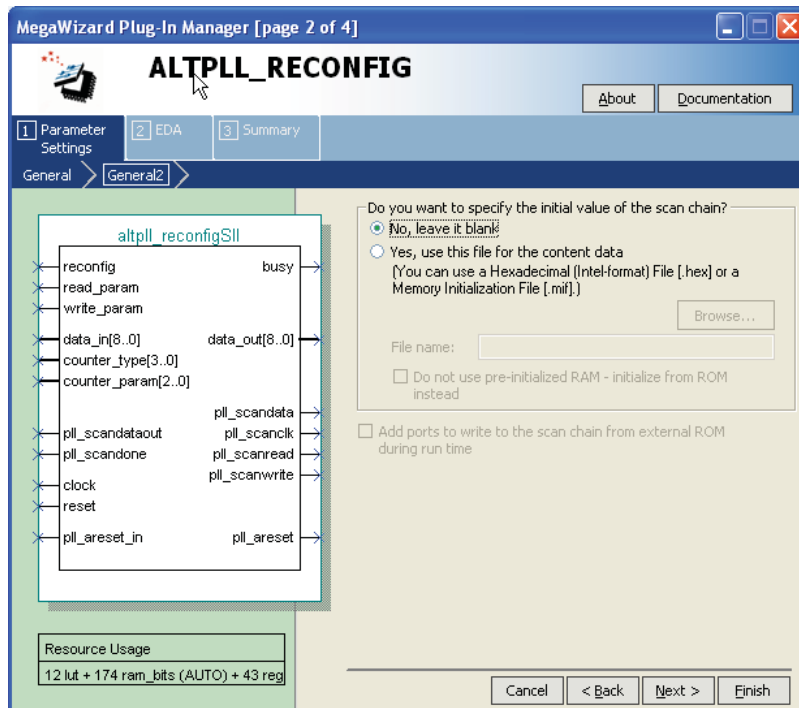 MegaWizard Plug-In Manager [page 2 of 4]
ALTPLL_RECONFIG
About
Documentation
1 Parameter Settings
2 EDA
3 Summary
General
General2
altpll_reconfigSII
reconfig
busy
read_param
write_param
data_in[8..0]
data_out[8..0]
counter_type[3..0]
counter_param[2..0]
pll_scandata
pll_scandataout
pll_scanclk
pll_scandone
pll_scanread
pll_scanwrite
clock
reset
pll_areset_in
pll_areset
Resource Usage
12 lut + 174 ram_bits (AUTO) + 43 reg
Do you want to specify the initial value of the scan chain?
No, leave it blank
Yes, use this file for the content data
(You can use a Hexadecimal (Intel-format) File [.hex] or a
Memory Initialization File [.mif].)
Browse...
File name:
Do not use pre-initialized RAM - initialize from ROM
instead
Add ports to write to the scan chain from external ROM
during run time
Cancel
< Back
Next >
Finish